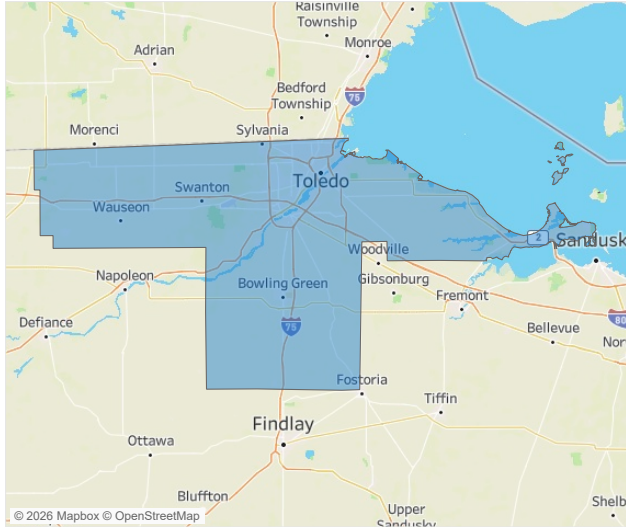 Raisinville
Township
Monroe
Adrian
Bedford
Township
75
Morenci
Sylvania
Toledo
Swanton
Wauseon
2
Sandusk
Woodville
Napoleon
Gibsonburg
Bowling Green
Fremont
Defiance
75
80
Bellevue
Nor
Fostoria
Tiffin
Findlay
Ottawa
Bluffton
Upper
Sandusky
Shelb
© 2026 Mapbox © OpenStreetMap